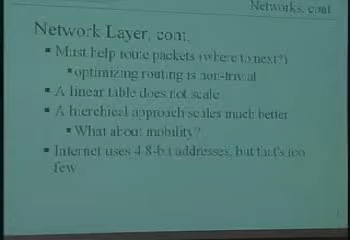 Networks, cont
Network Layer, cont.
▪ Must help route packets (where to next?)
▪ optimizing routing is non-trivial
▪ A linear table does not scale
▪ A hierchical approach scales much better
▪ What about mobility?
▪ Internet uses 4 8-bit addresses, but that's too
few